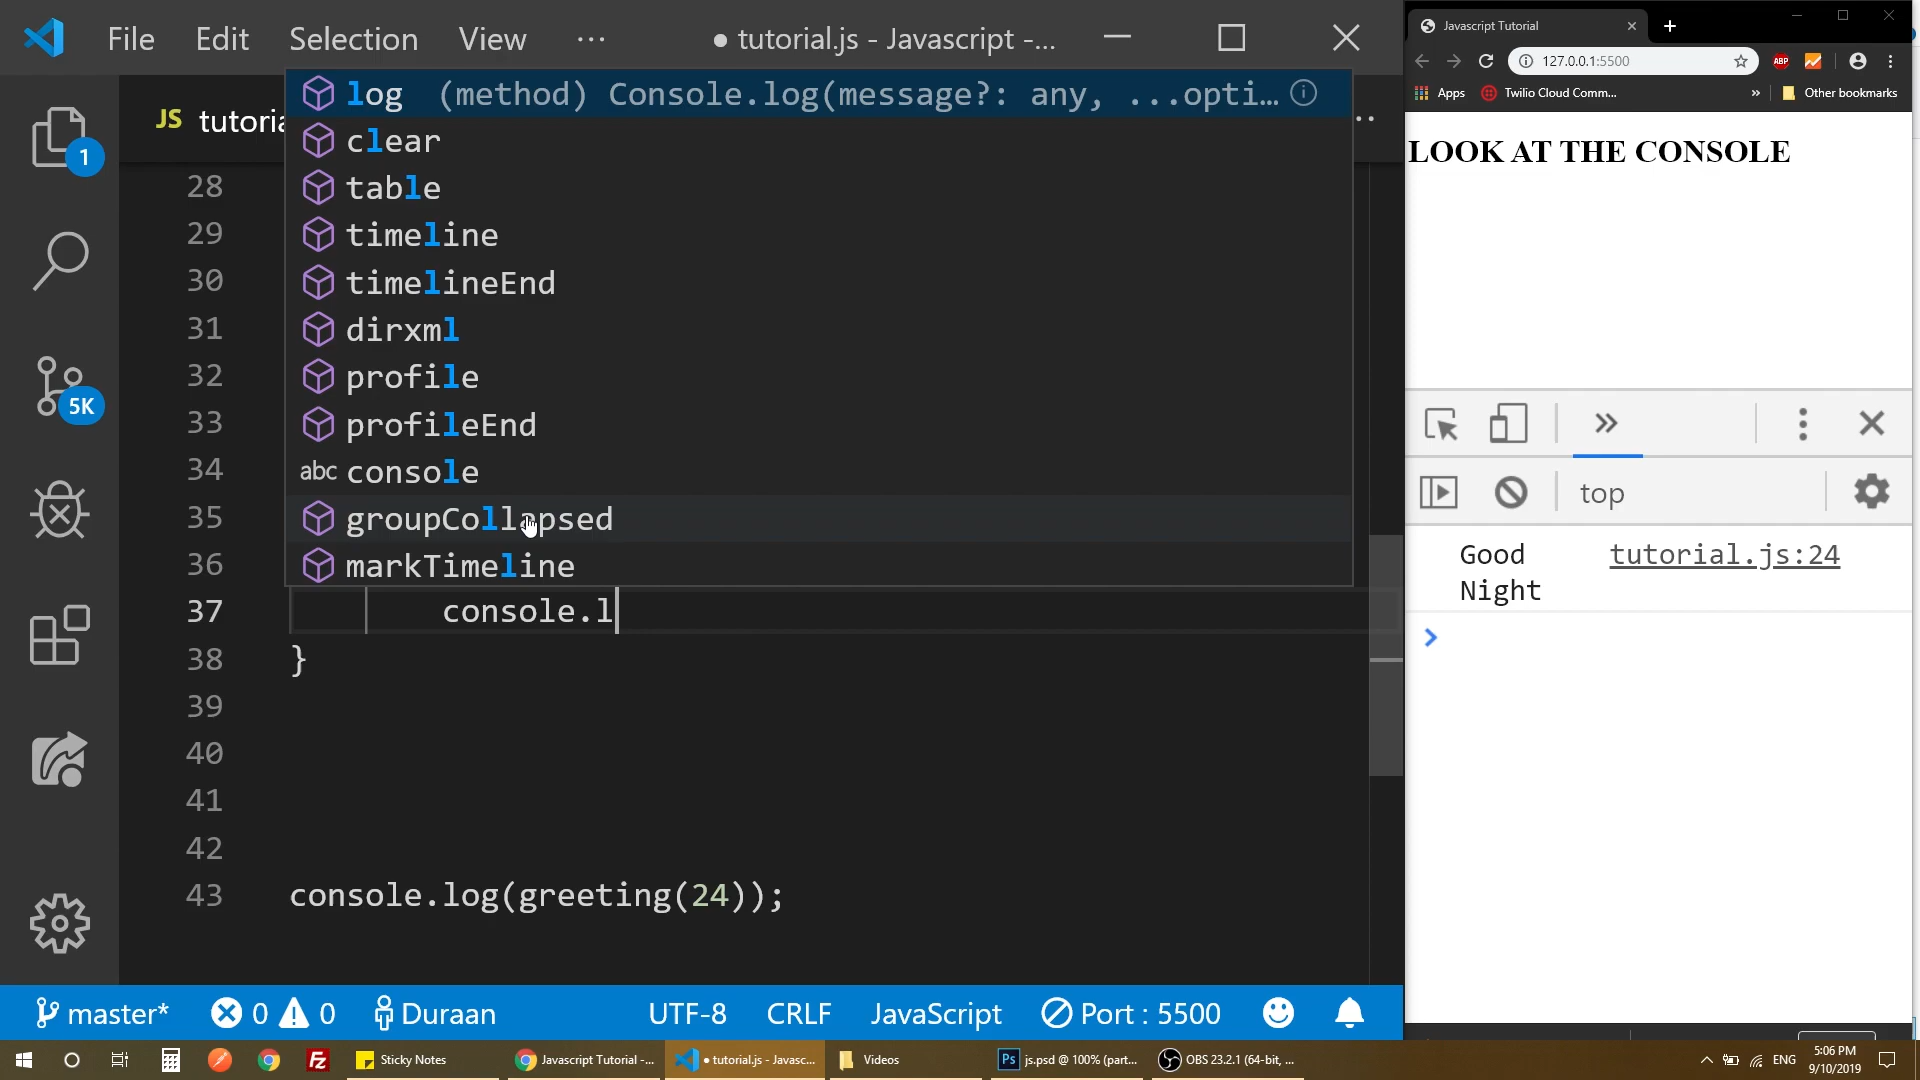 File Edit Selection View ··· ● tutorial.js - Javascript -...
JS tutoria
log (method) Console.log(message?: any, ...opti…
clear
table
timeline
timelineEnd
dirxml
profile
profileEnd
abc console
groupCollapsed
markTimeline
28
29
30
31
32
33
34
35
36
37 console.l
38 }
39
40
41
42
43 console.log(greeting(24));
1
5K
master* 0 0 Duraan UTF-8 CRLF JavaScript Port : 5500
Javascript Tutorial
127.0.0.1:5500
ABP
Apps Twilio Cloud Comm... » Other bookmarks
LOOK AT THE CONSOLE
top
Good Night tutorial.js:24
Sticky Notes Javascript Tutorial -... ● tutorial.js - Javasc... Videos Ps js.psd @ 100% (part... OBS 23.2.1 (64-bit, ... ENG 5:06 PM
9/10/2019